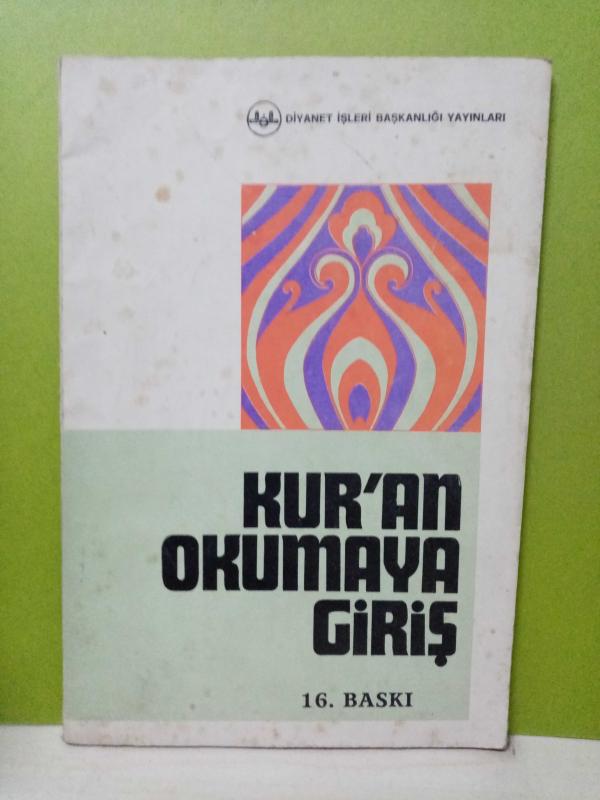 DİYANET İŞLERİ BAŞKANLIĞI YAYINLARI
KUR'AN
OKUMAYA
GİRİŞ
16. BASKI